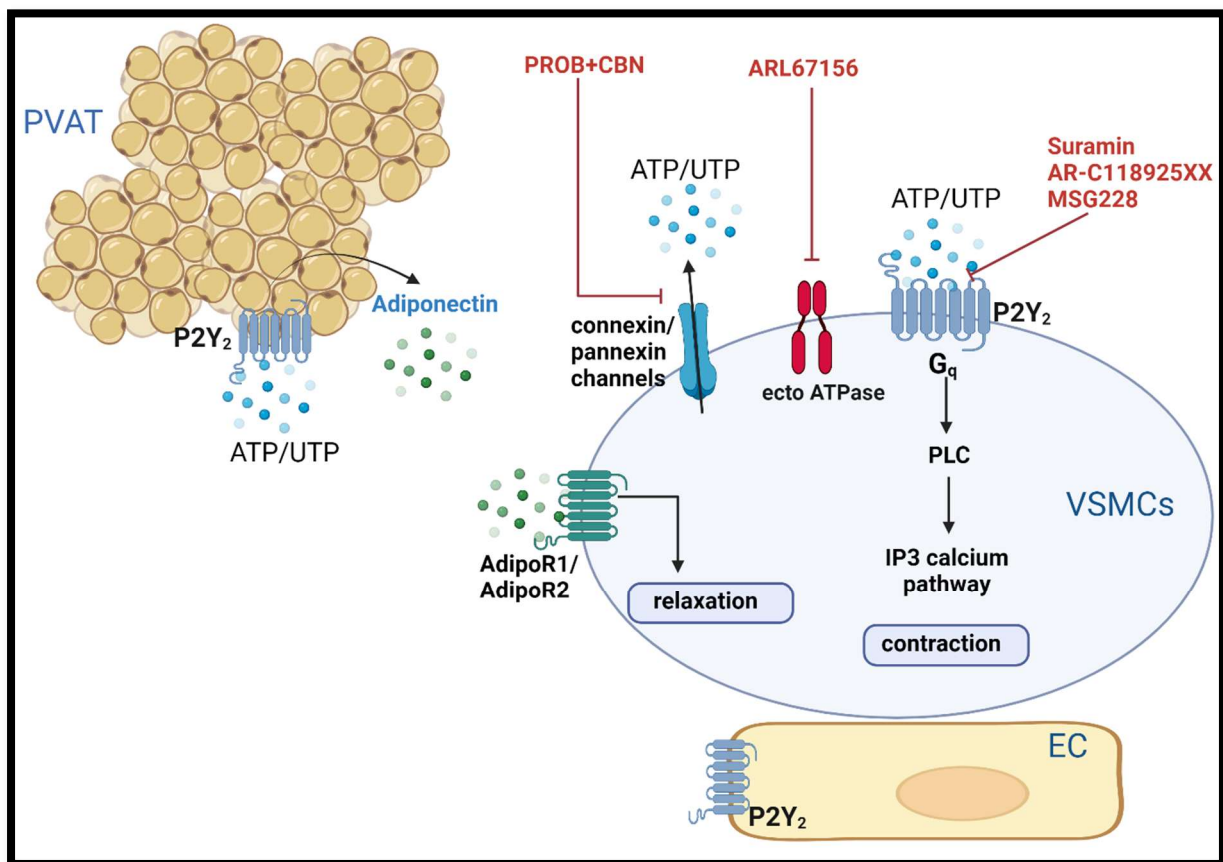 PVAT
PROB+CBN
ARL67156
Suramin
AR-C118925XX
MSG228
ATP/UTP
ATP/UTP
Adiponectin
P2Y₂
ATP/UTP
connexin/
pannexin
channels
ecto ATPase
P2Y₂
Gq
PLC
IP3 calcium
pathway
contraction
VSMCs
AdipoR1/
AdipoR2
relaxation
EC
P2Y₂